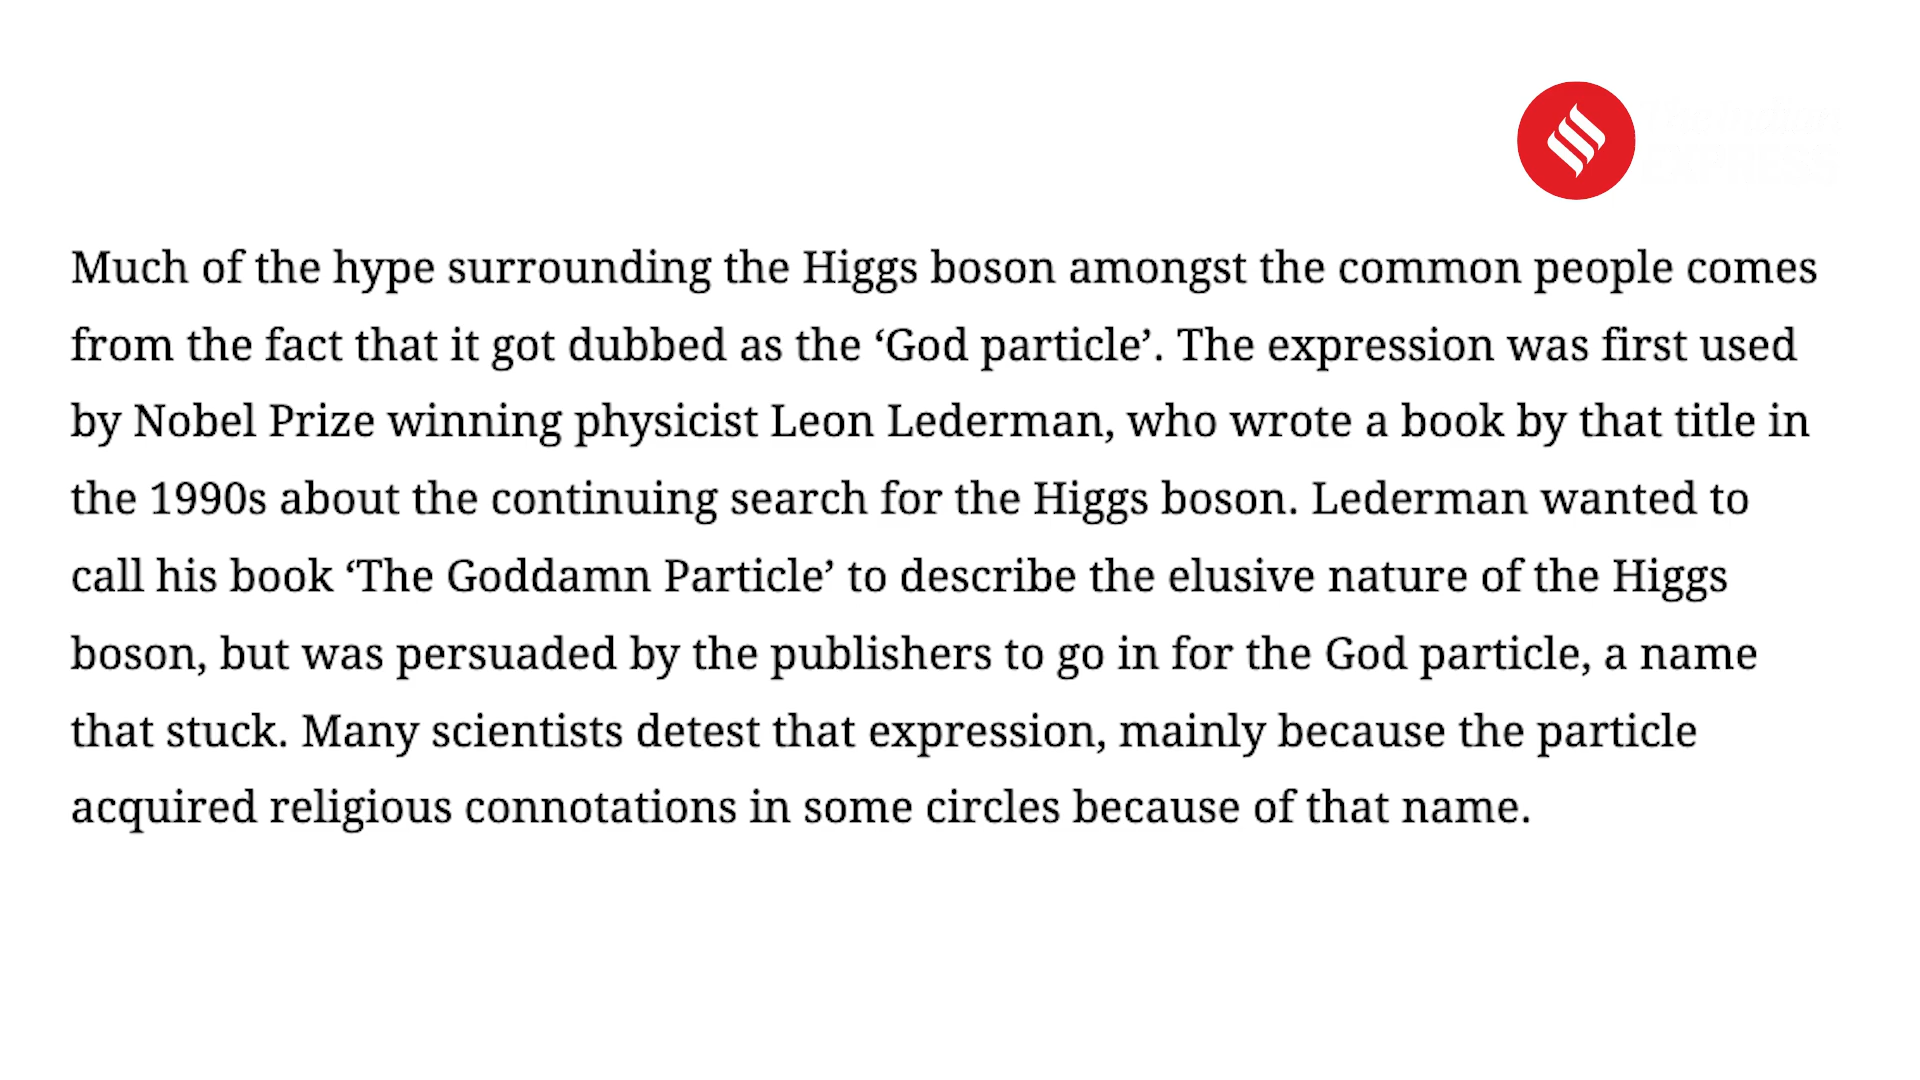 Much of the hype surrounding the Higgs boson amongst the common people comes
from the fact that it got dubbed as the ‘God particle’. The expression was first used
by Nobel Prize winning physicist Leon Lederman, who wrote a book by that title in
the 1990s about the continuing search for the Higgs boson. Lederman wanted to
call his book ‘The Goddamn Particle’ to describe the elusive nature of the Higgs
boson, but was persuaded by the publishers to go in for the God particle, a name
that stuck. Many scientists detest that expression, mainly because the particle
acquired religious connotations in some circles because of that name.